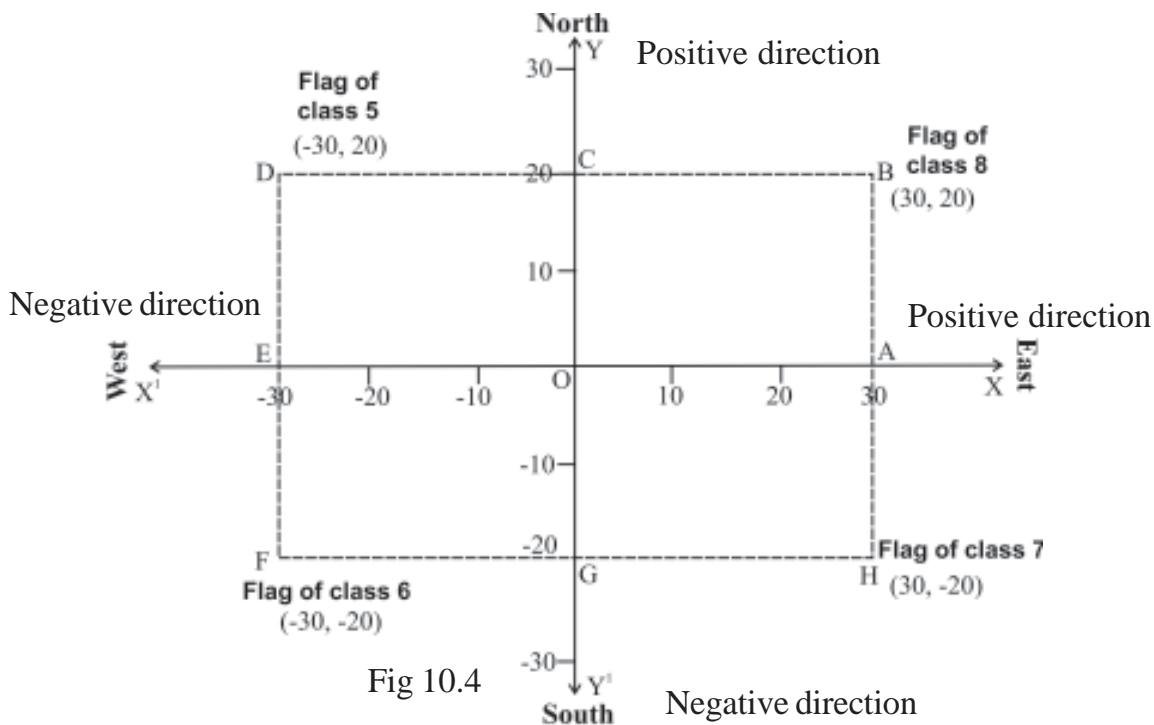 North
Y
Positive direction
30
Flag of
class 5
(-30, 20)
Flag of
class 8
(30, 20)
D
20
C
B
10
Negative direction
Positive direction
West
X¹
E
O
A
X
East
-30
-20
-10
10
20
30
-10
-20
F
G
H
Flag of class 7
(30, -20)
Flag of class 6
(-30, -20)
-30
Fig 10.4
Y¹
South
Negative direction